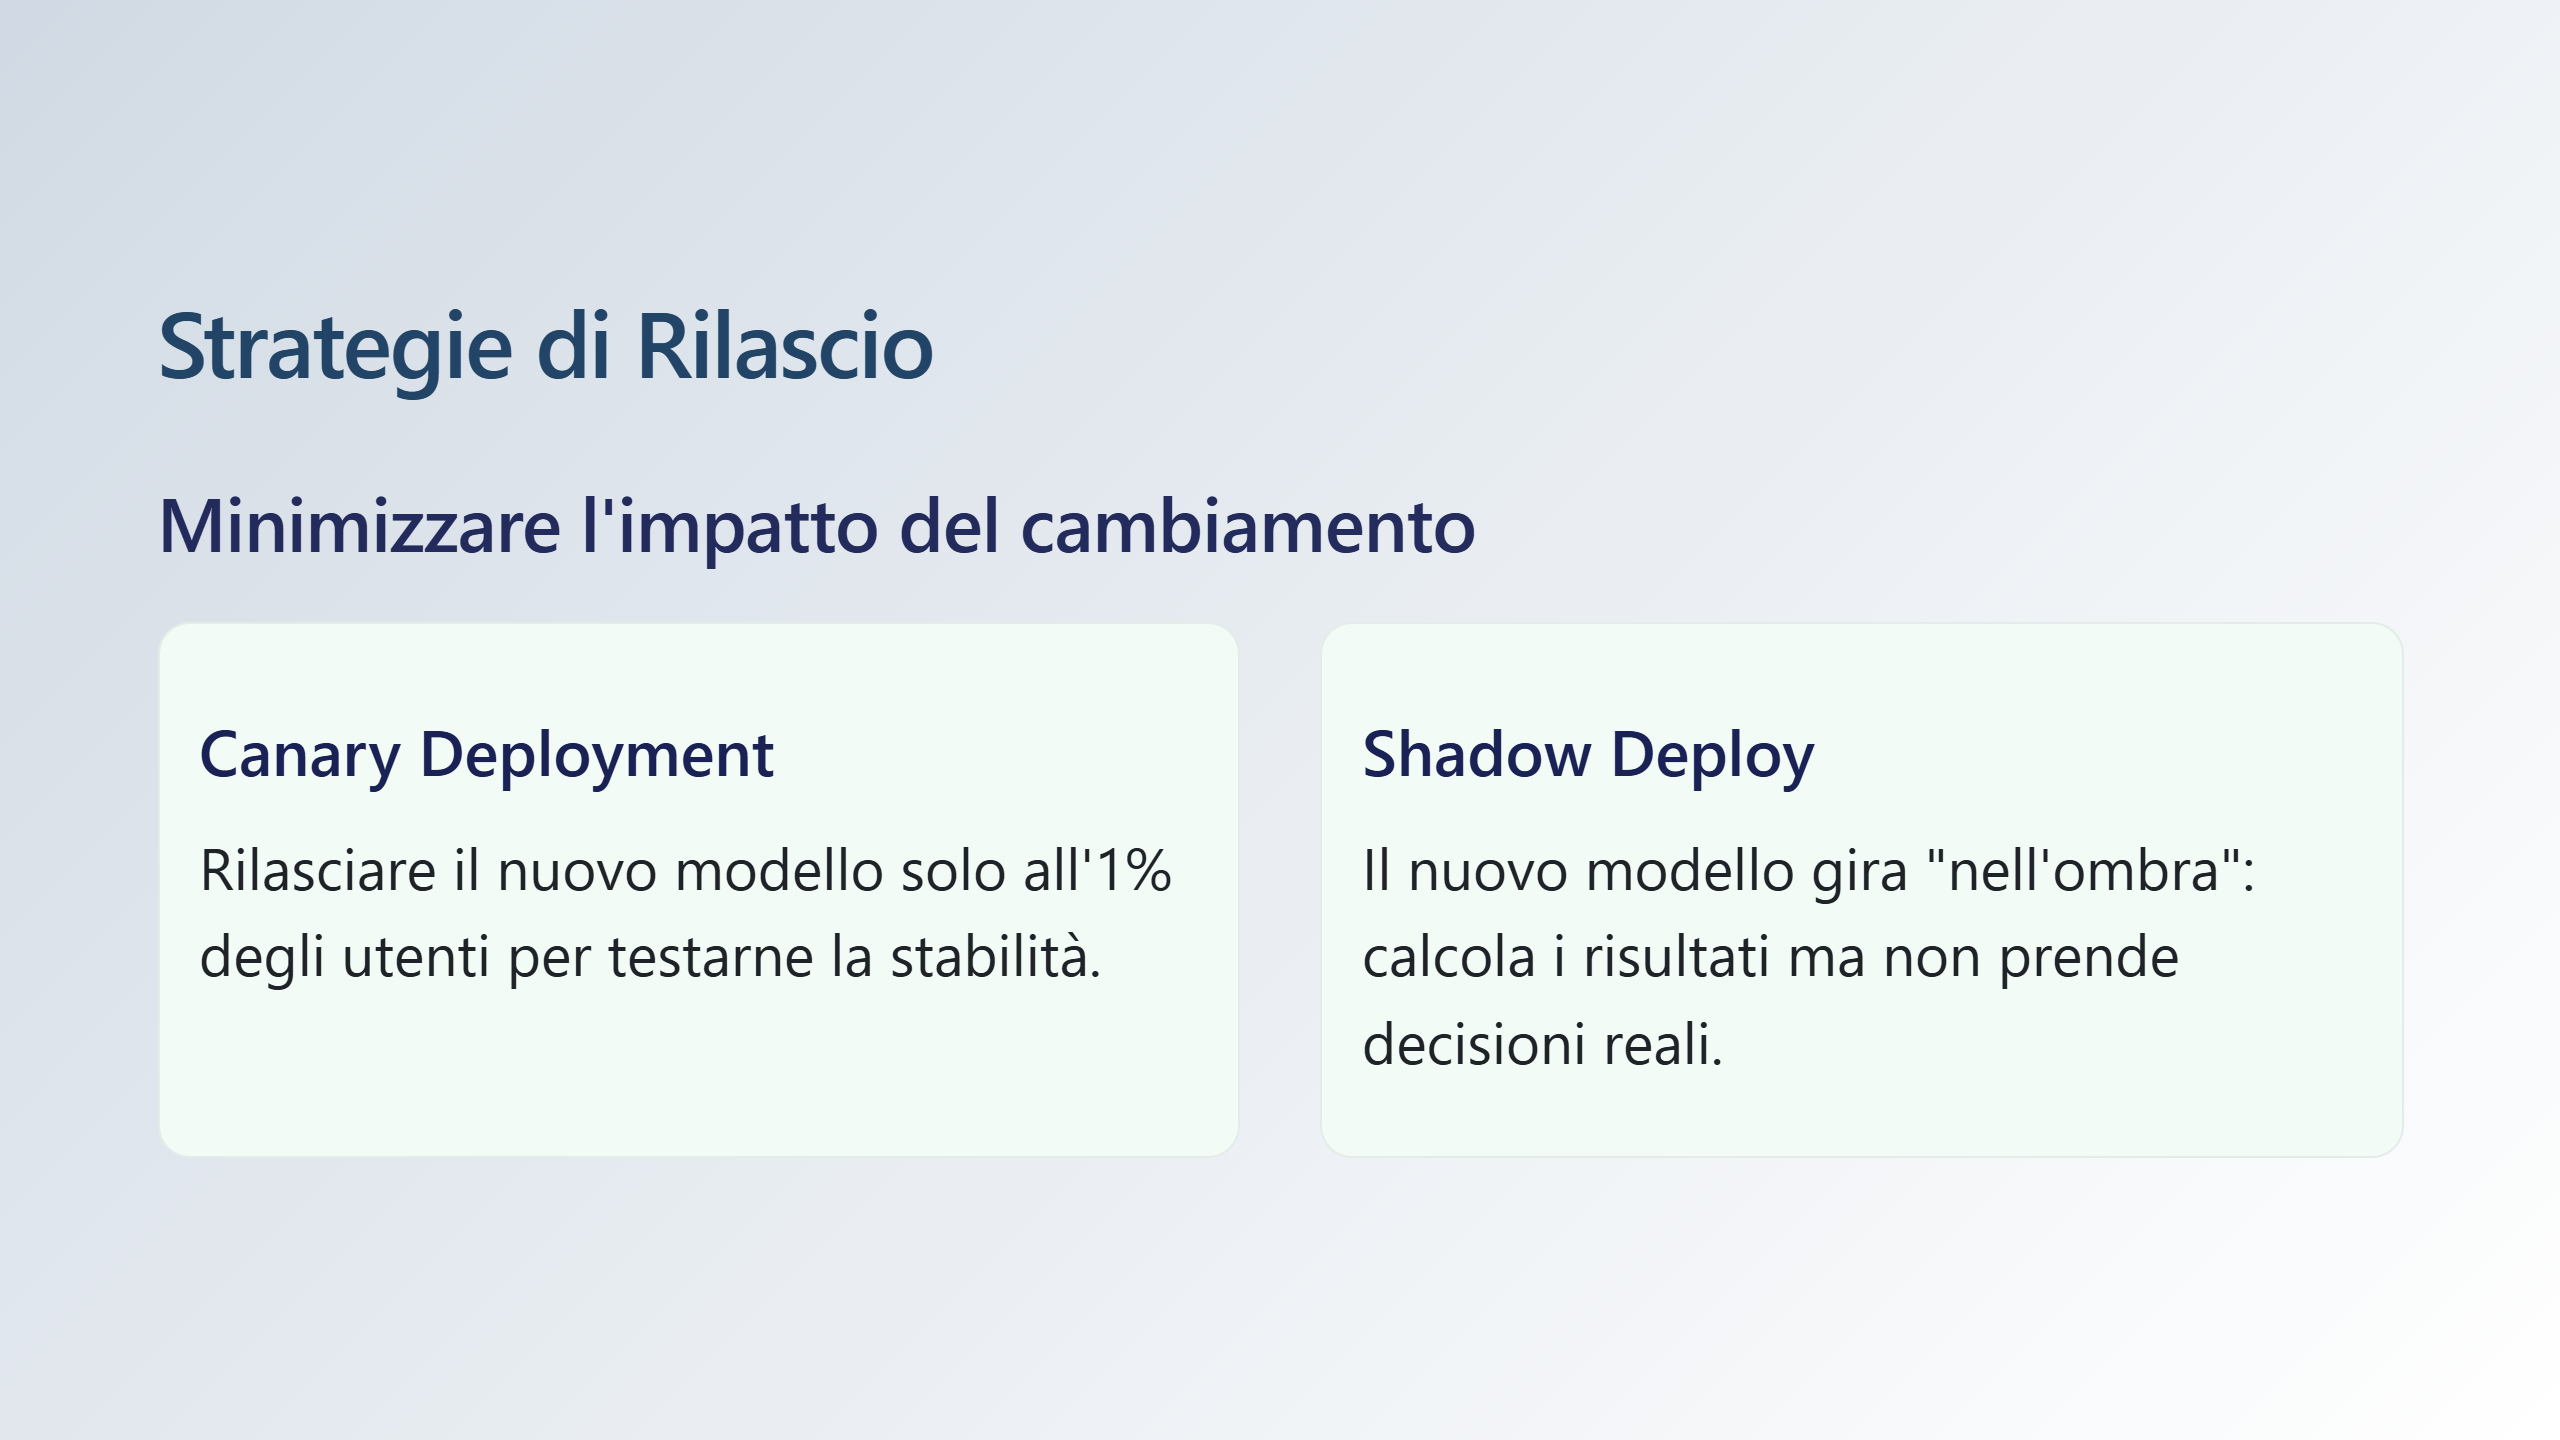 Strategie di Rilascio
Minimizzare l'impatto del cambiamento
Canary Deployment
Rilasciare il nuovo modello solo all'1%
degli utenti per testarne la stabilità.
Shadow Deploy
Il nuovo modello gira "nell'ombra":
calcola i risultati ma non prende
decisioni reali.